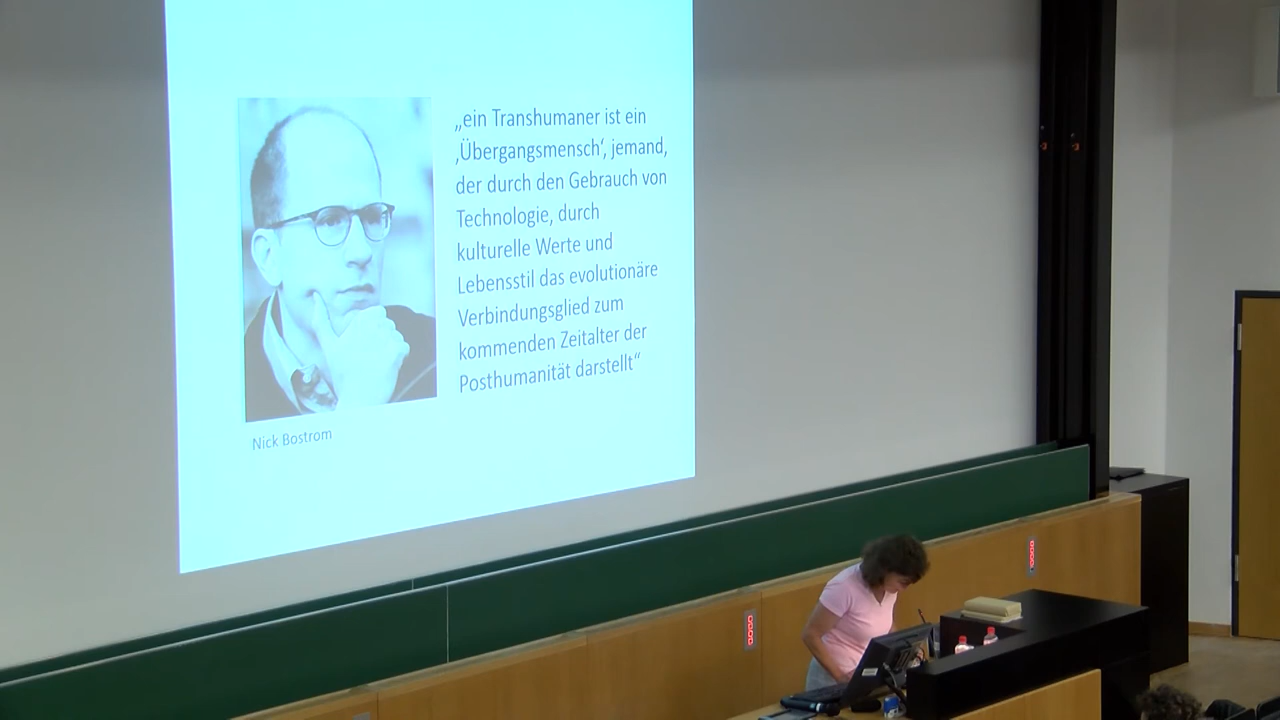 „ein Transhumaner ist ein
‚Übergangsmensch‘, jemand,
der durch den Gebrauch von
Technologie, durch
kulturelle Werte und
Lebensstil das evolutionäre
Verbindungsglied zum
kommenden Zeitalter der
Posthumanität darstellt“
Nick Bostrom